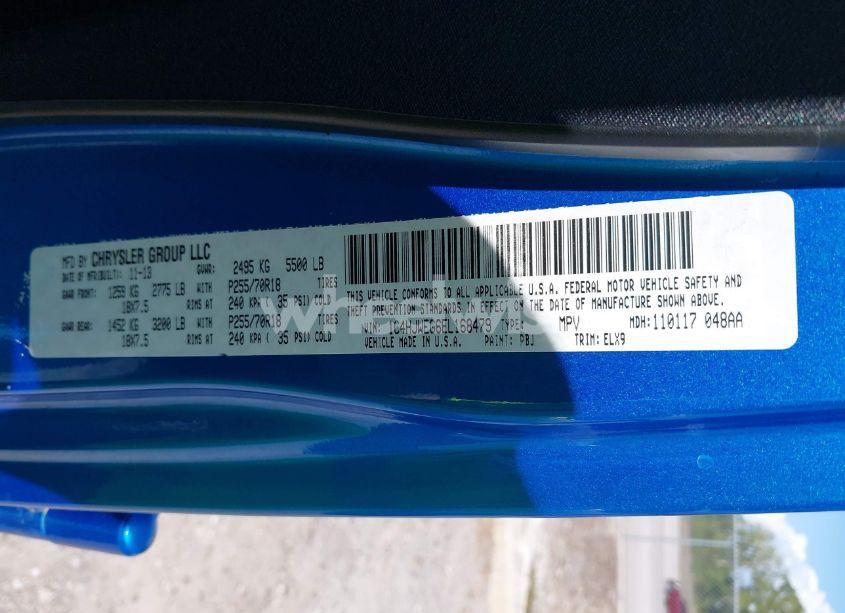 MFD BY CHRYSLER GROUP LLC
DATE OF MFR(BUILT): 11-13 GVWR: 2495 KG 5500 LB
GAWR FRONT: 1259 KG 2775 LB WITH P255/70R18 TIRES
18X7.5 RIMS AT 240 KPA ( 35 PSI) COLD
GAWR REAR: 1452 KG 3200 LB WITH P255/70R18 TIRES
18X7.5 RIMS AT 240 KPA ( 35 PSI) COLD
THIS VEHICLE CONFORMS TO ALL APPLICABLE U.S.A. FEDERAL MOTOR VEHICLE SAFETY AND
THEFT PREVENTION STANDARDS IN EFFECT ON THE DATE OF MANUFACTURE SHOWN ABOVE.
VIN: 1C4HJWEG6EL168479 TYPE: MPV MDH: 110117 048AA
VEHICLE MADE IN U.S.A. PAINT: PBJ TRIM: ELX9